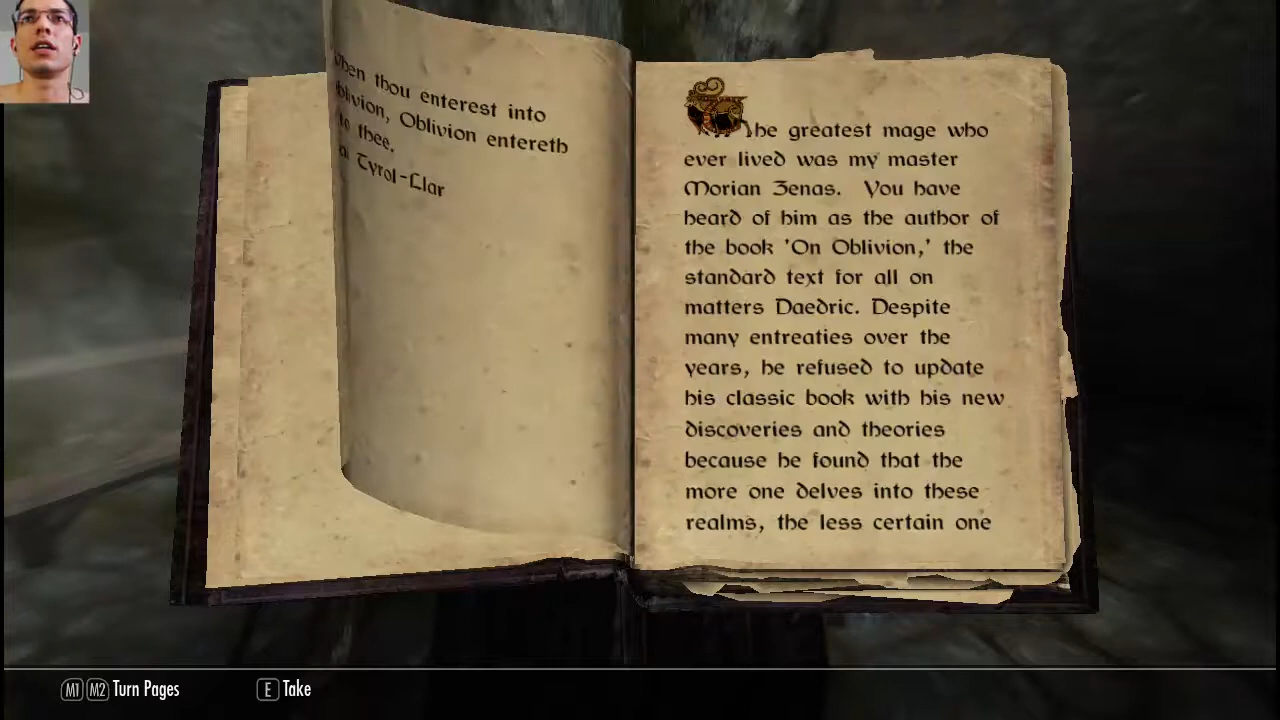 When thou enterest into
Oblivion, Oblivion entereth
thee.
Tyrol-Llar
The greatest mage who
ever lived was my master
Morian Zenas. You have
heard of him as the author of
the book 'On Oblivion,' the
standard text for all on
matters Daedric. Despite
many entreaties over the
years, he refused to update
his classic book with his new
discoveries and theories
because he found that the
more one delves into these
realms, the less certain one
M1 M2 Turn Pages
E Take